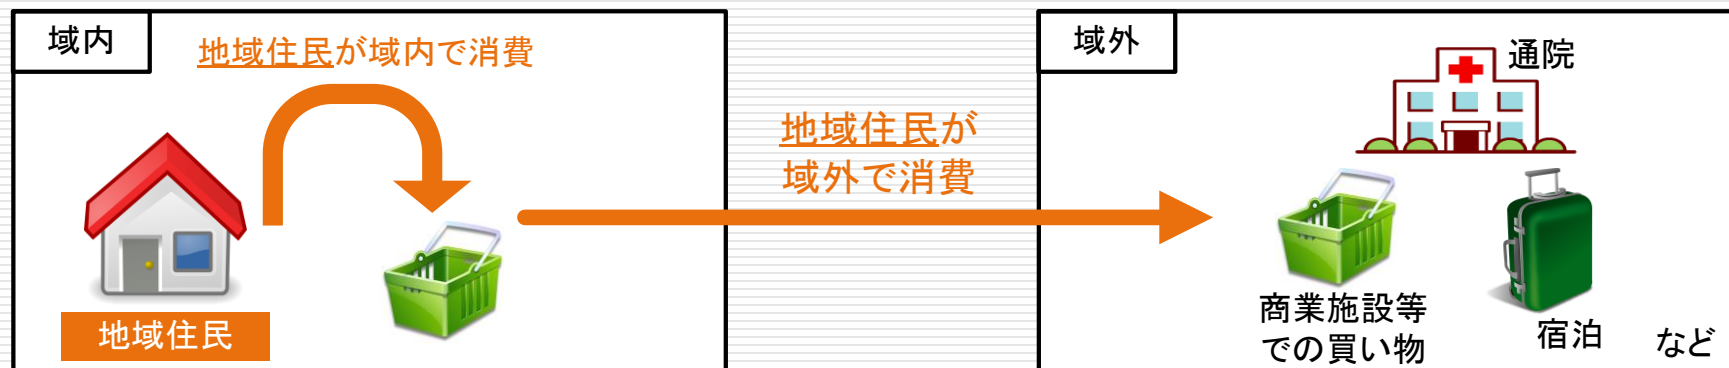 域内
地域住民が域内で消費
地域住民
地域住民が
域外で消費
域外
通院
商業施設等
での買い物
宿泊
など